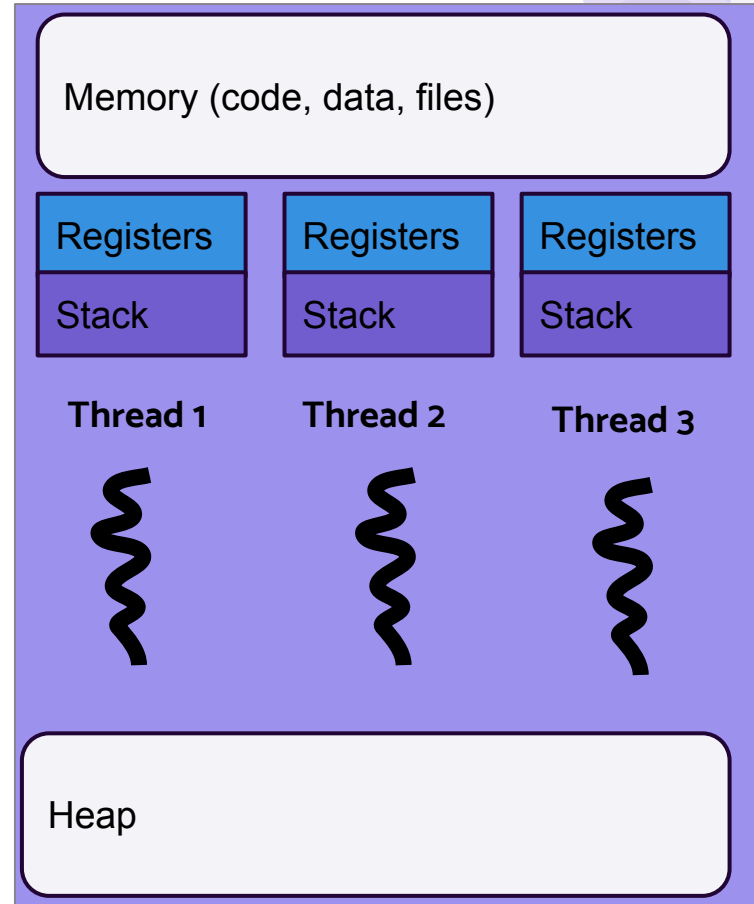 Memory (code, data, files)
Registers Registers Registers
Stack Stack Stack
Thread 1 Thread 2 Thread 3
Heap